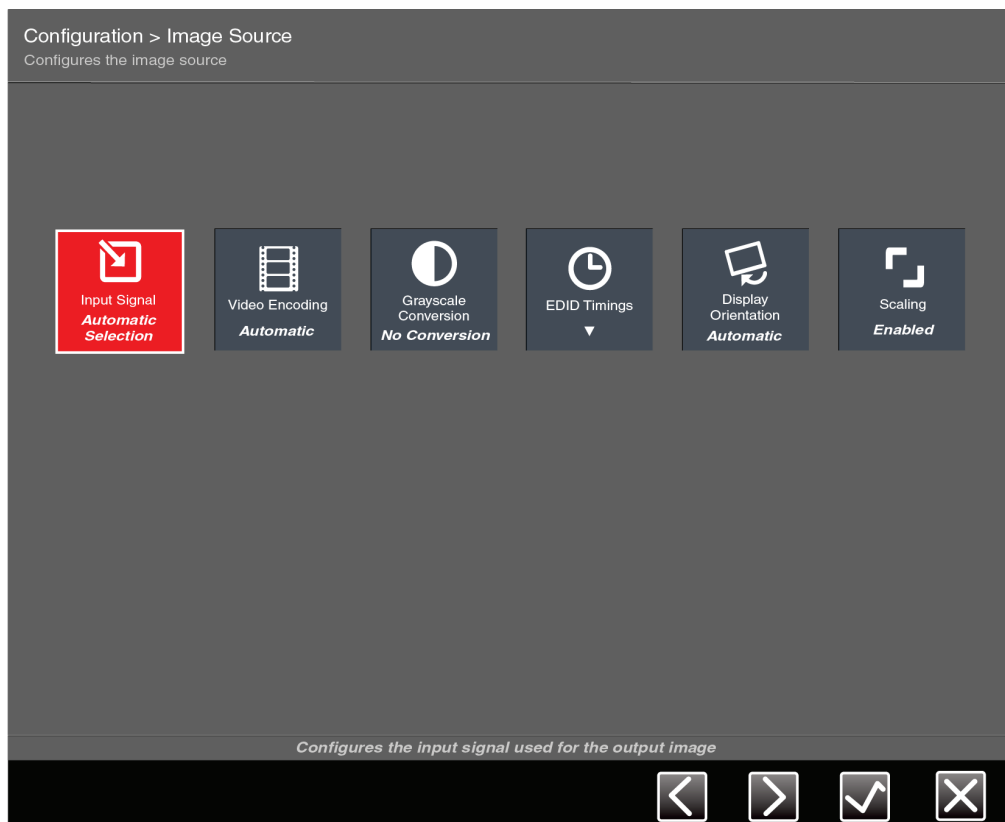 Configuration > Image Source
Configures the image source
Input Signal
Automatic
Selection
Video Encoding
Automatic
Grayscale
Conversion
No Conversion
EDID Timings
▼
Display
Orientation
Automatic
Scaling
Enabled
Configures the input signal used for the output image